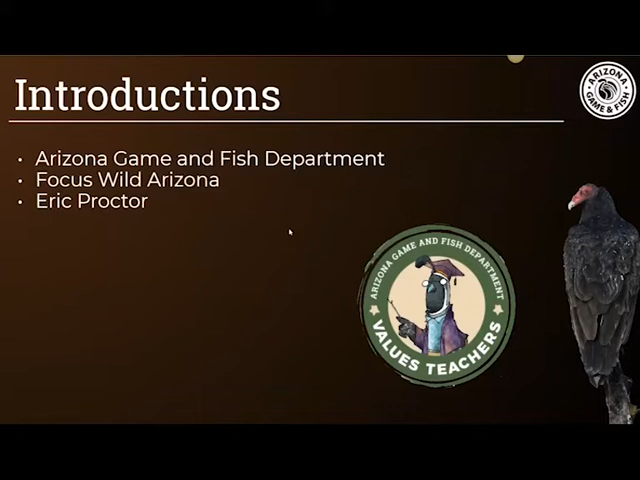 Introductions
ARIZONA
GAME & FISH
• Arizona Game and Fish Department
• Focus Wild Arizona
• Eric Proctor
ARIZONA GAME AND FISH DEPARTMENT
VALUES TEACHERS